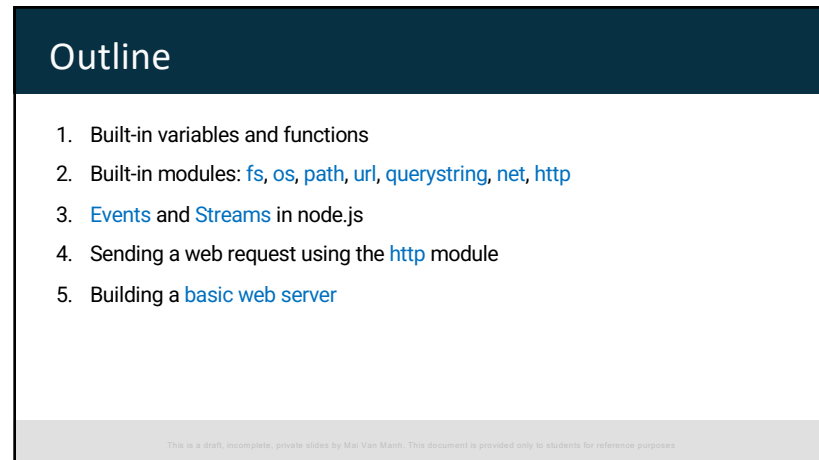 Outline
1. Built-in variables and functions
2. Built-in modules: fs, os, path, url, querystring, net, http
3. Events and Streams in node.js
4. Sending a web request using the http module
5. Building a basic web server
This is a draft, incomplete, private slides by Mai Van Manh. This document is provided only to students for reference purposes